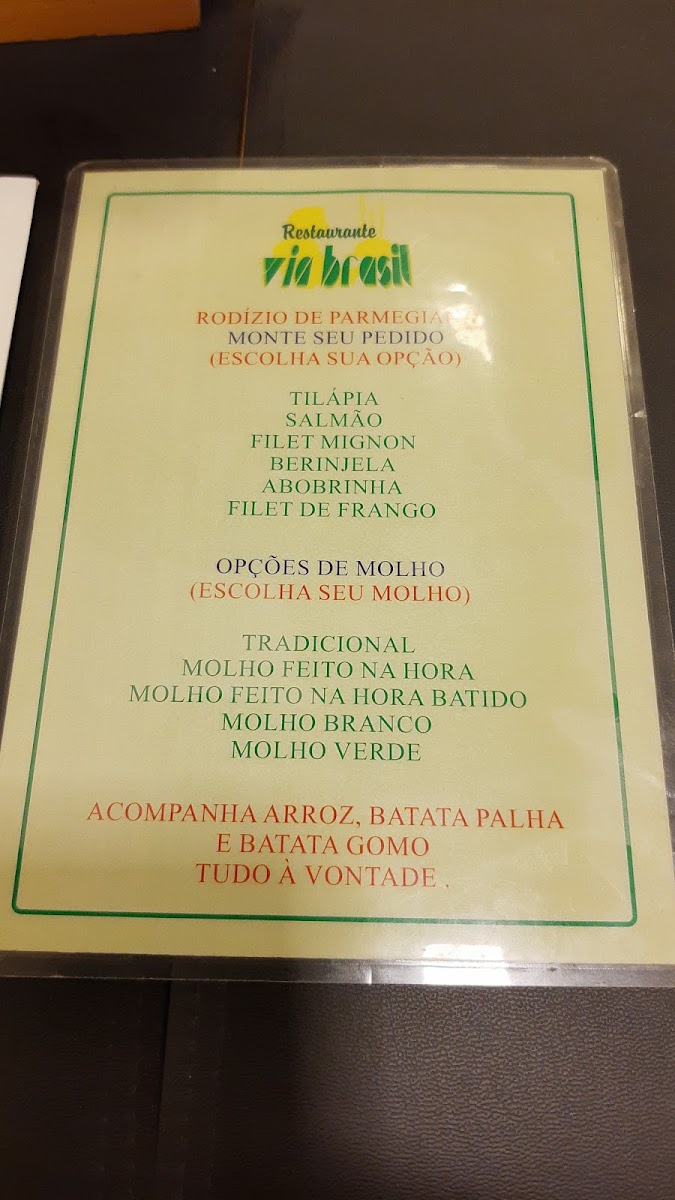 Restaurante
via brasil
RODÍZIO DE PARMEGIANA
MONTE SEU PEDIDO
(ESCOLHA SUA OPÇÃO)
TILÁPIA
SALMÃO
FILET MIGNON
BERINJELA
ABOBRINHA
FILET DE FRANGO
OPÇÕES DE MOLHO
(ESCOLHA SEU MOLHO)
TRADICIONAL
MOLHO FEITO NA HORA
MOLHO FEITO NA HORA BATIDO
MOLHO BRANCO
MOLHO VERDE
ACOMPANHA ARROZ, BATATA PALHA
E BATATA GOMO
TUDO À VONTADE .